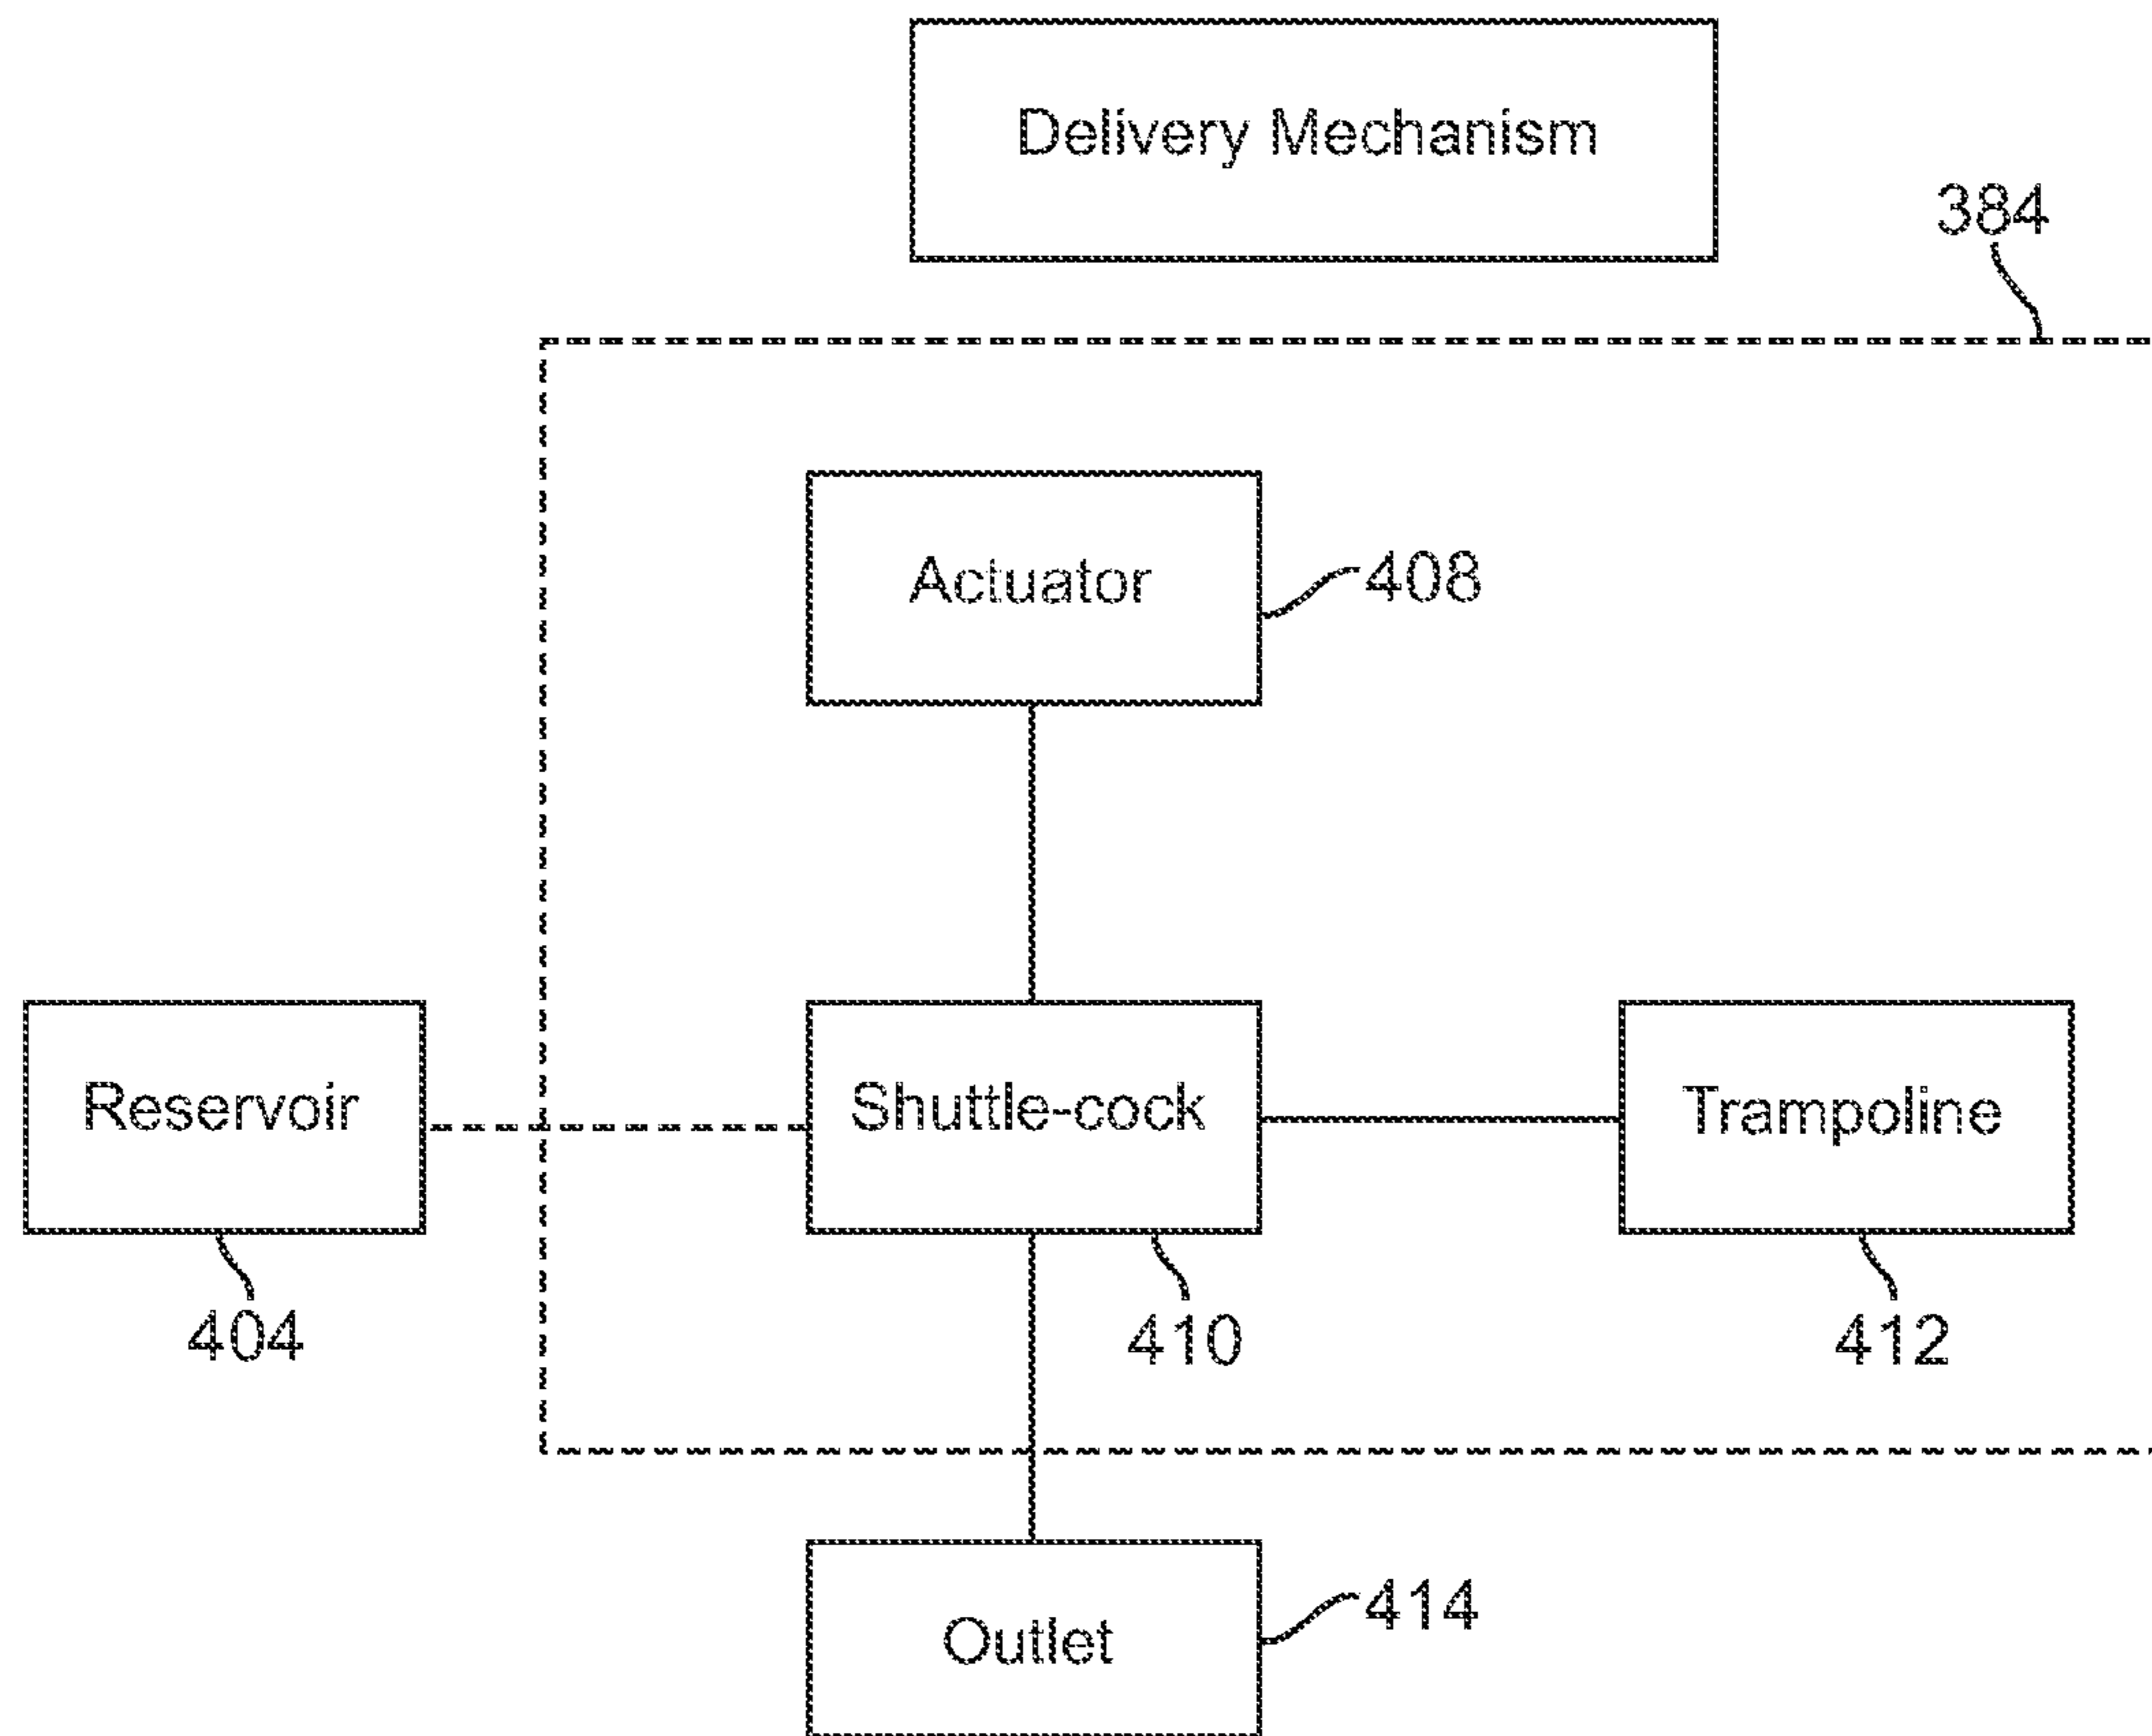 Delivery Mechanism
384
Actuator
408
Reservoir
Shuttle-cock
Trampoline
404
410
412
Outlet
414